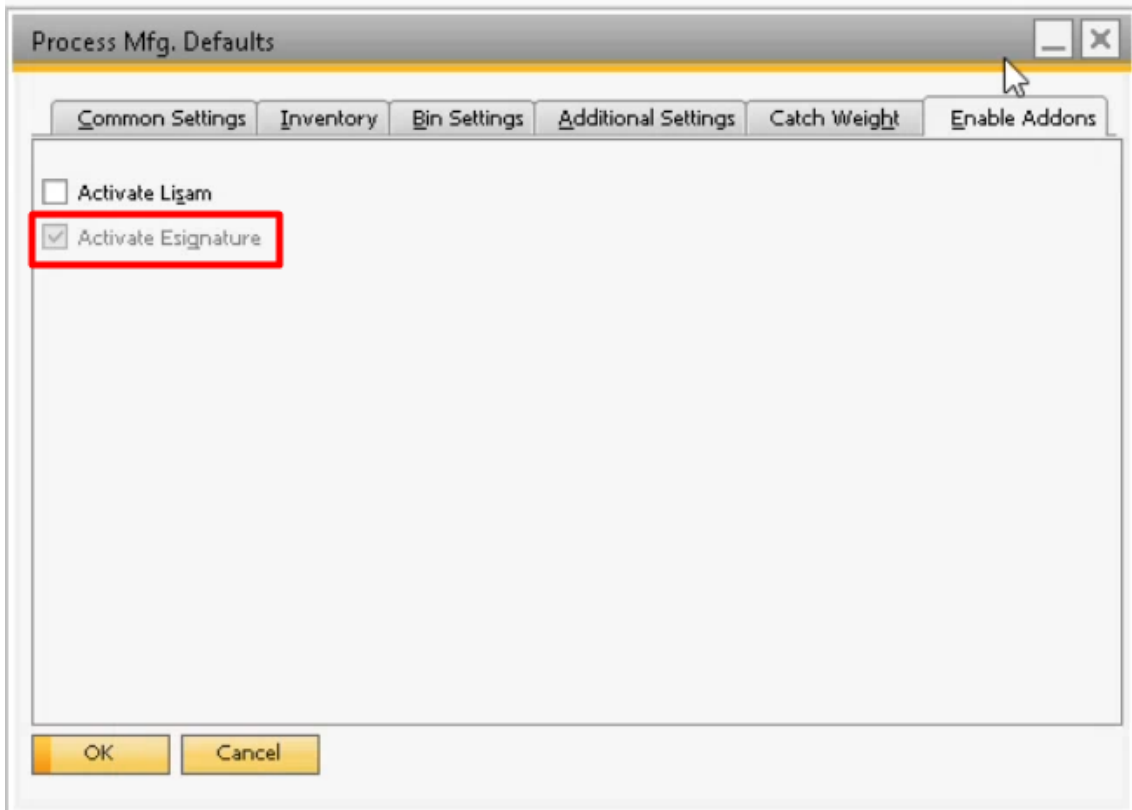 Process Mfg. Defaults
Common Settings Inventory Bin Settings Additional Settings Catch Weight Enable Addons
Activate Lisam
Activate Esignature
OK Cancel